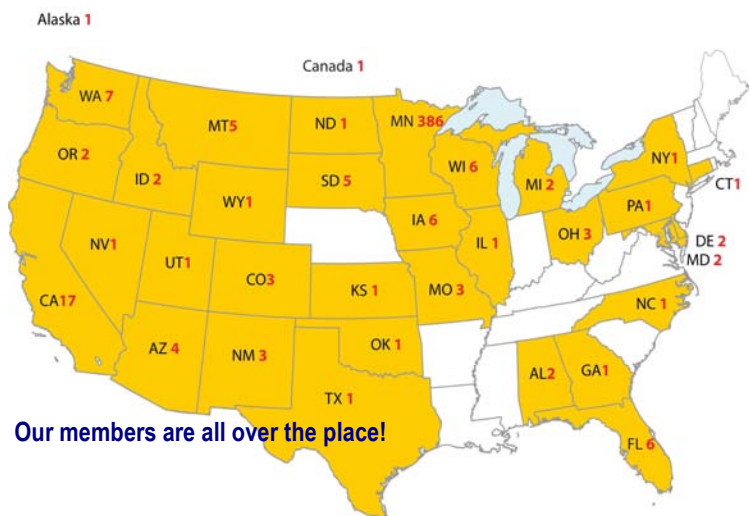 Alaska 1
Canada 1
WA 7
MT5
ND 1
MN 386
OR 2
ID 2
WY1
SD 5
WI 6
MI 2
NY1
CT1
PA1
IA 6
NV1
UT1
CO3
IL 1
OH 3
DE 2
MD 2
CA17
KS 1
MO 3
NC 1
AZ 4
NM 3
OK 1
TX 1
AL2
GA1
Our members are all over the place!
FL 6